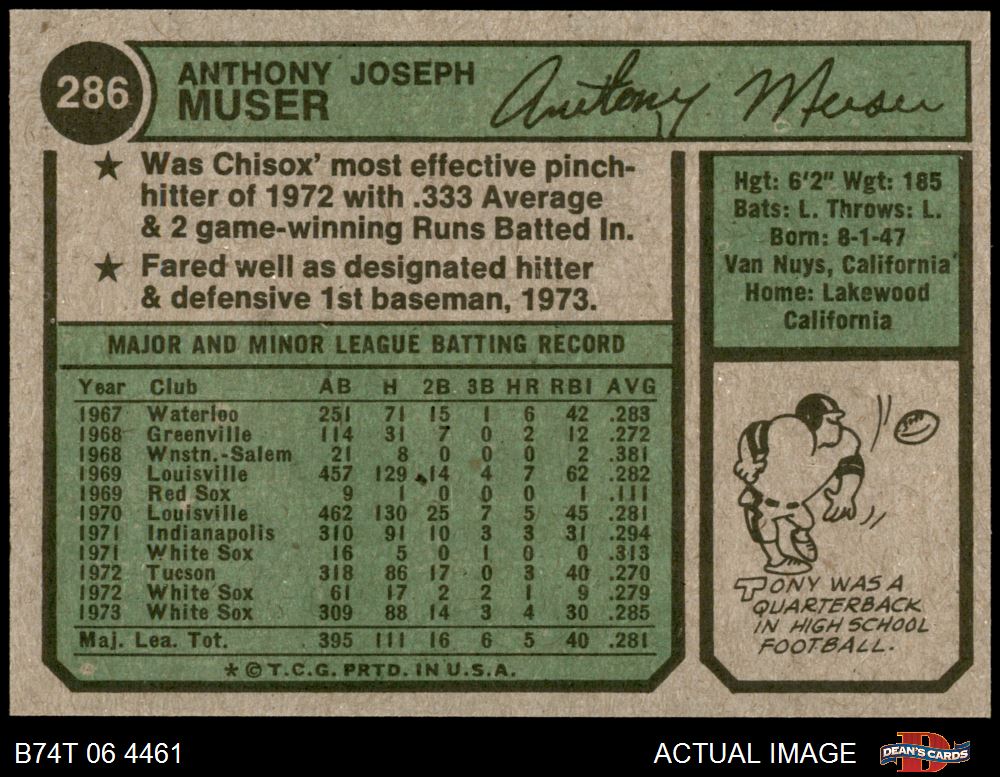 286
ANTHONY JOSEPH
MUSER
Anthony Muser
★ Was Chisox' most effective pinch-
hitter of 1972 with .333 Average
& 2 game-winning Runs Batted In.
★ Fared well as designated hitter
& defensive 1st baseman, 1973.
MAJOR AND MINOR LEAGUE BATTING RECORD
Year Club AB H 2B 3B HR RBI AVG
1967 Waterloo 251 71 15 1 6 42 .283
1968 Greenville 114 31 7 0 2 12 .272
1968 Wnstn.-Salem 21 8 0 0 0 2 .381
1969 Louisville 457 129 14 4 7 62 .282
1969 Red Sox 9 1 0 0 0 1 .111
1970 Louisville 462 130 25 7 5 45 .281
1971 Indianapolis 310 91 10 3 3 31 .294
1971 White Sox 16 5 0 1 0 0 .313
1972 Tucson 318 86 17 0 3 40 .270
1972 White Sox 61 17 2 2 1 9 .279
1973 White Sox 309 88 14 3 4 30 .285
Maj. Lea. Tot. 395 111 16 6 5 40 .281
* © T.C.G. PRTD. IN U.S.A.
Hgt: 6'2" Wgt: 185
Bats: L. Throws: L.
Born: 8-1-47
Van Nuys, California
Home: Lakewood
California
TONY WAS A
QUARTERBACK
IN HIGH SCHOOL
FOOTBALL.
B74T 06 4461
ACTUAL IMAGE
DEAN'S CARDS